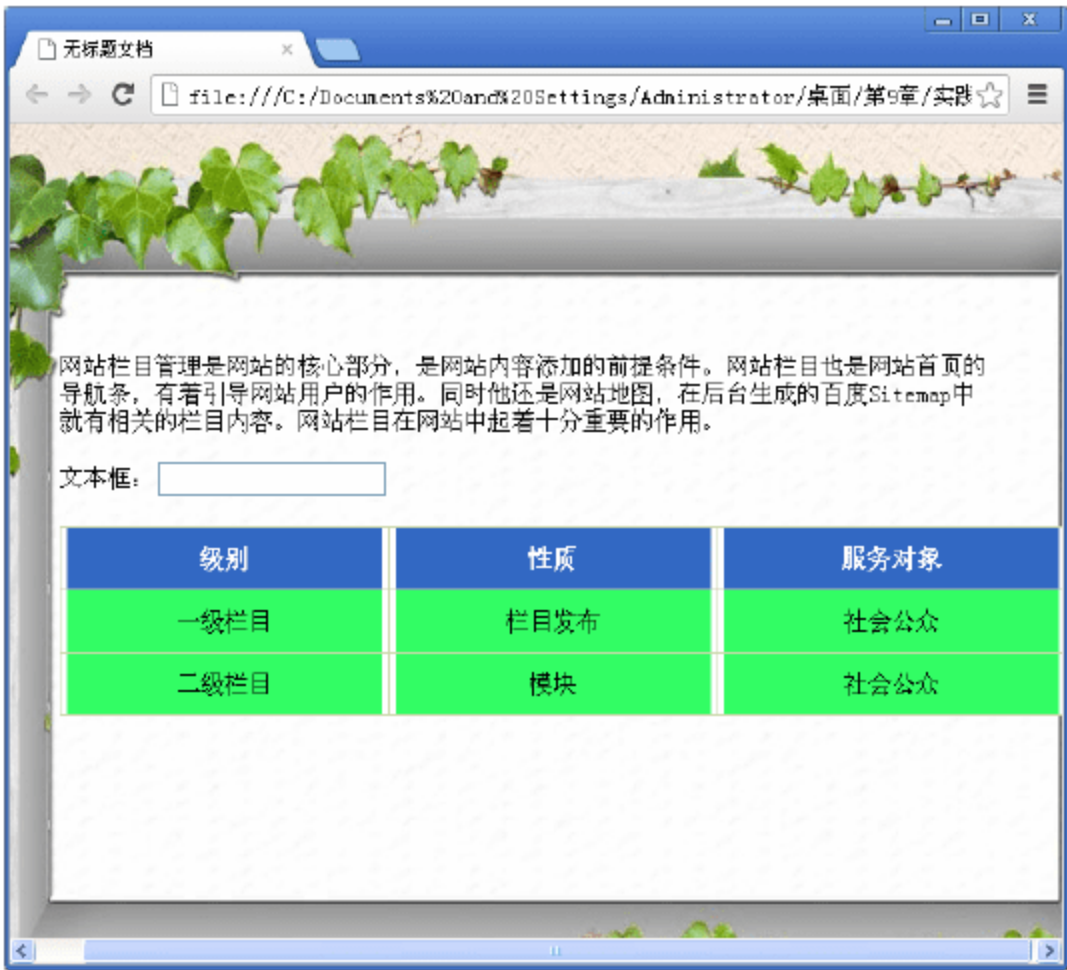 无标题文档
file:///C:/Documents%20and%20Settings/Administrator/桌面/第9章/实践
网站栏目管理是网站的核心部分，是网站内容添加的前提条件。网站栏目也是网站首页的
导航条，有着引导网站用户的作用。同时他还是网站地图，在后台生成的百度Sitemap中
就有相关的栏目内容。网站栏目在网站中起着十分重要的作用。
文本框：
级别 性质 服务对象
一级栏目 栏目发布 社会公众
二级栏目 模块 社会公众